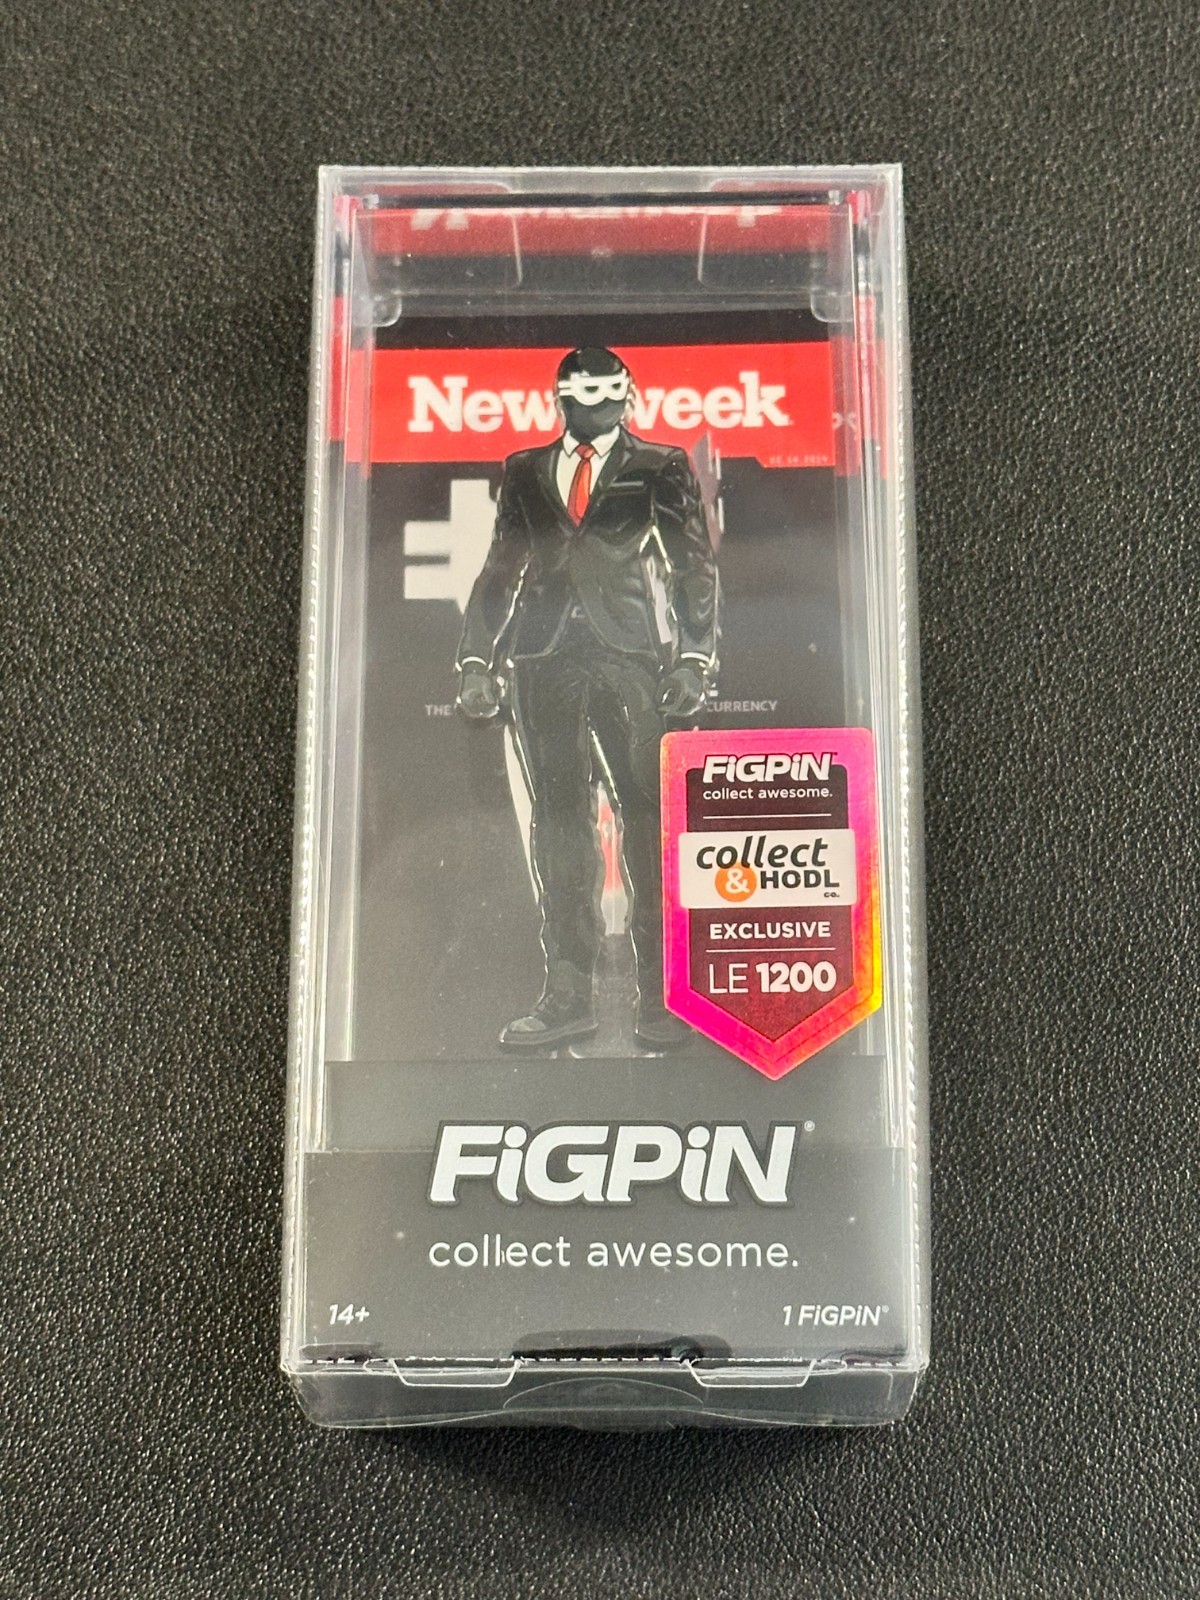 Newsweek
THE
CURRENCY
FiGPiN
collect awesome.
collect
& HODL
CO.
EXCLUSIVE
LE 1200
FiGPiN®
collect awesome.
14+
1 FiGPiN®